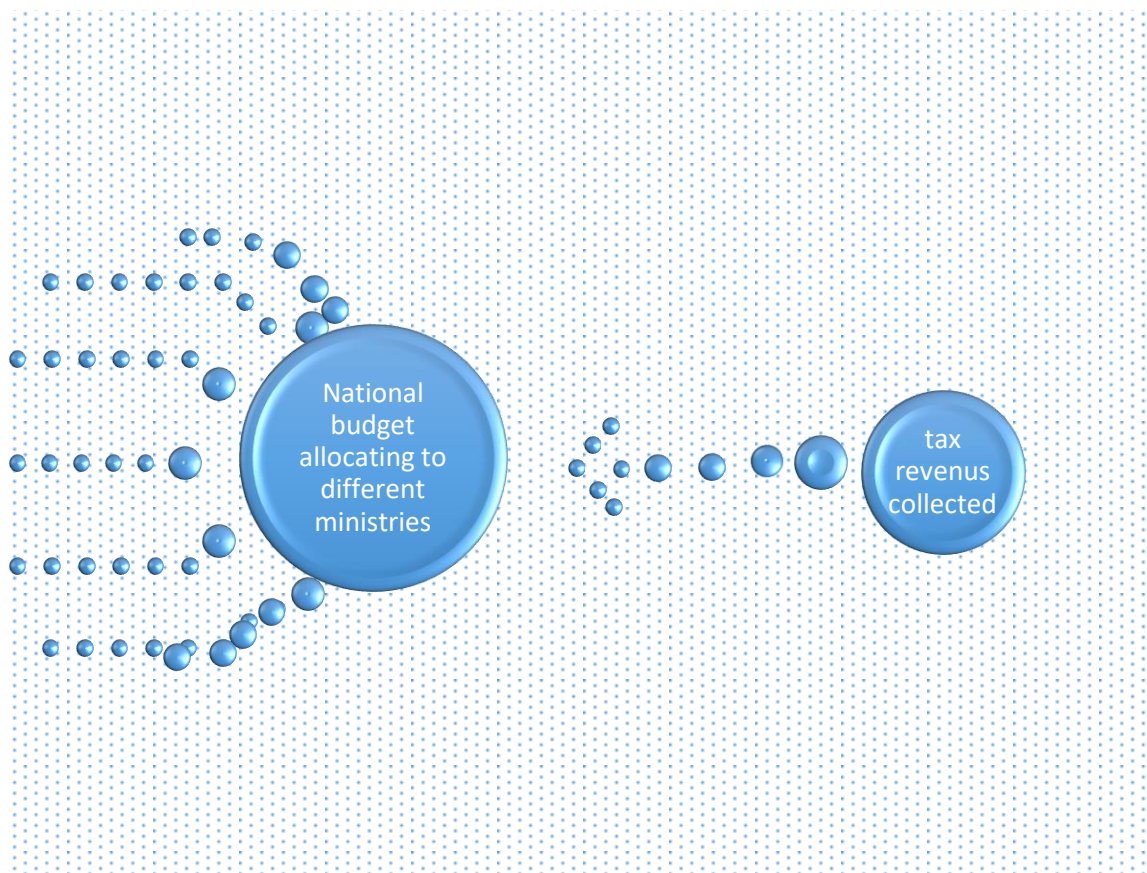 National
budget
allocating to
different
ministries
tax
revenus
collected